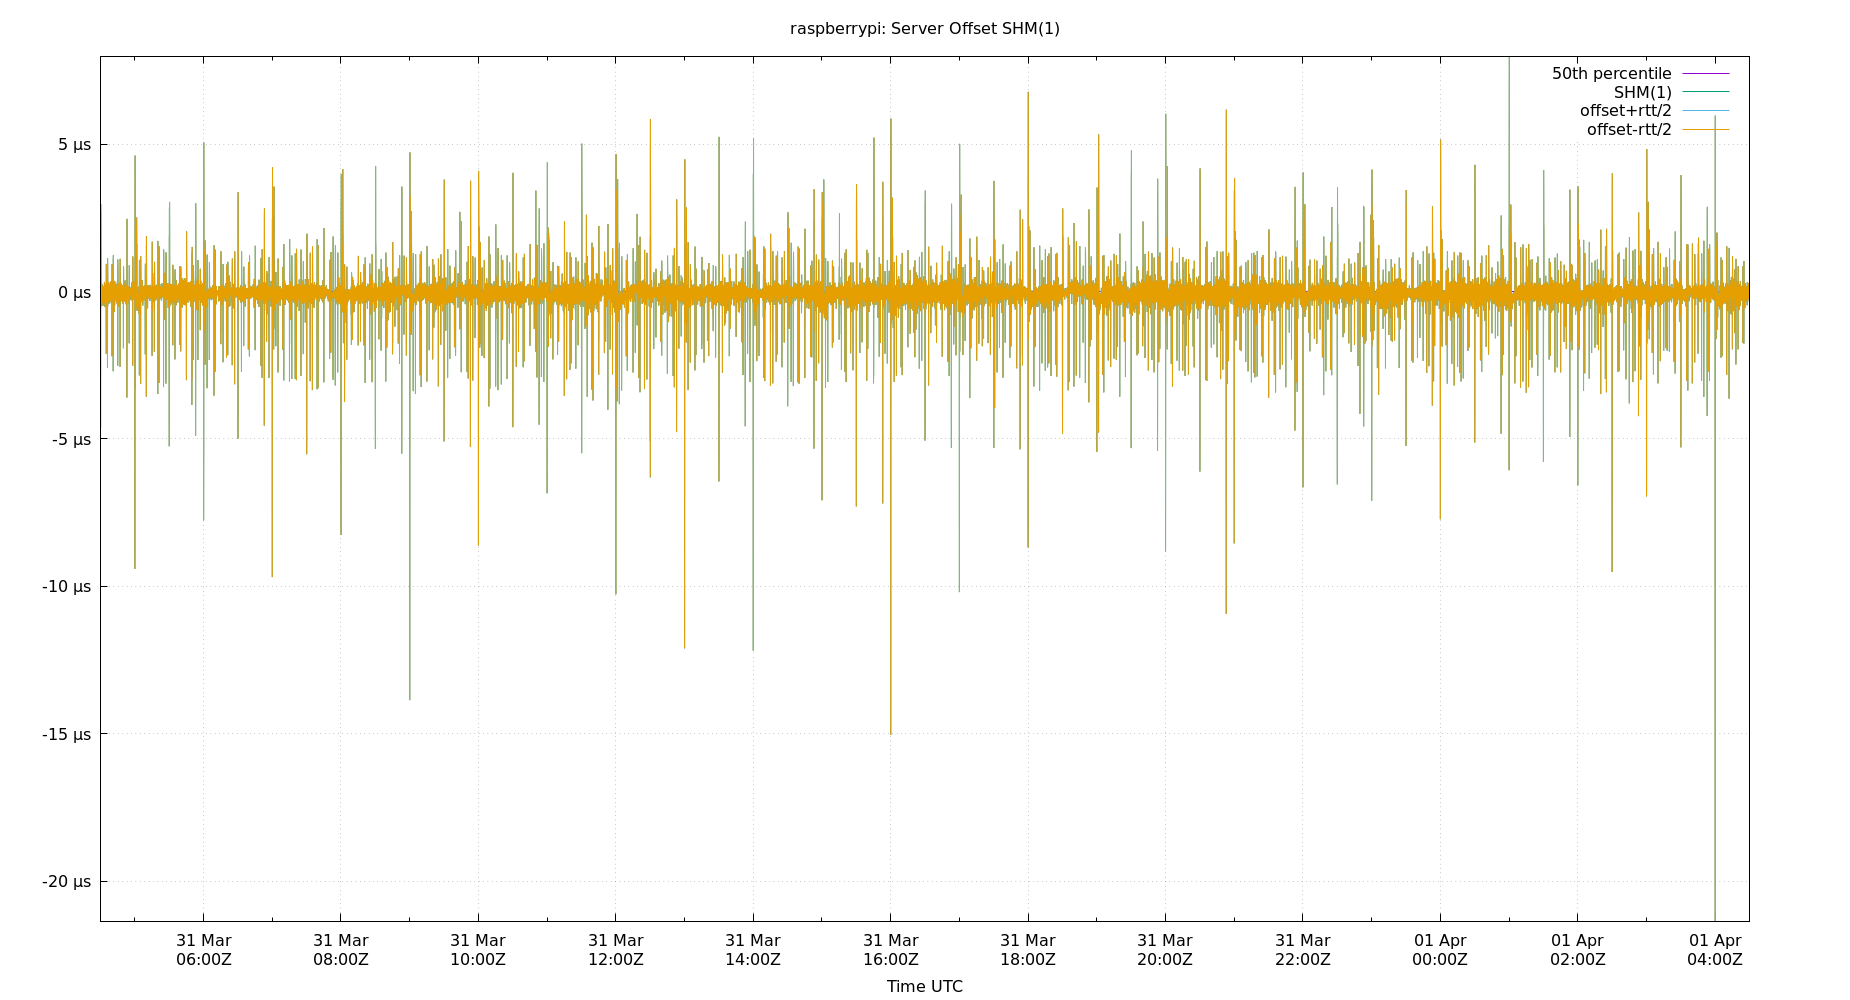 raspberrypi: Server Offset SHM(1)
50th percentile
SHM(1)
offset+rtt/2
offset-rtt/2
5 µs
0 µs
-5 µs
-10 µs
-15 µs
-20 µs
31 Mar 31 Mar 31 Mar 31 Mar 31 Mar 31 Mar 31 Mar 31 Mar 31 Mar 01 Apr 01 Apr 01 Apr
06:00Z 08:00Z 10:00Z 12:00Z 14:00Z 16:00Z 18:00Z 20:00Z 22:00Z 00:00Z 02:00Z 04:00Z
Time UTC